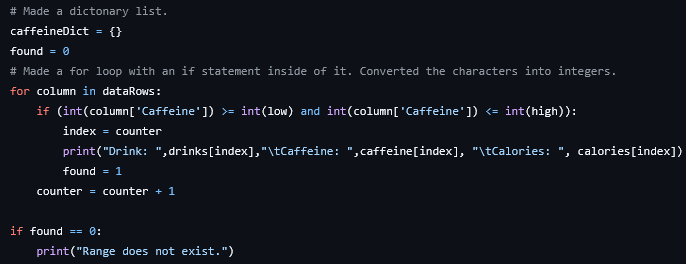 # Made a dictonary list.
caffeineDict = {}
found = 0
# Made a for loop with an if statement inside of it. Converted the characters into integers.
for column in dataRows:
    if (int(column['Caffeine']) >= int(low) and int(column['Caffeine']) <= int(high)):
        index = counter
        print("Drink: ",drinks[index],"\tCaffeine: ",caffeine[index], "\tCalories: ", calories[index])
        found = 1
    counter = counter + 1

if found == 0:
    print("Range does not exist.")